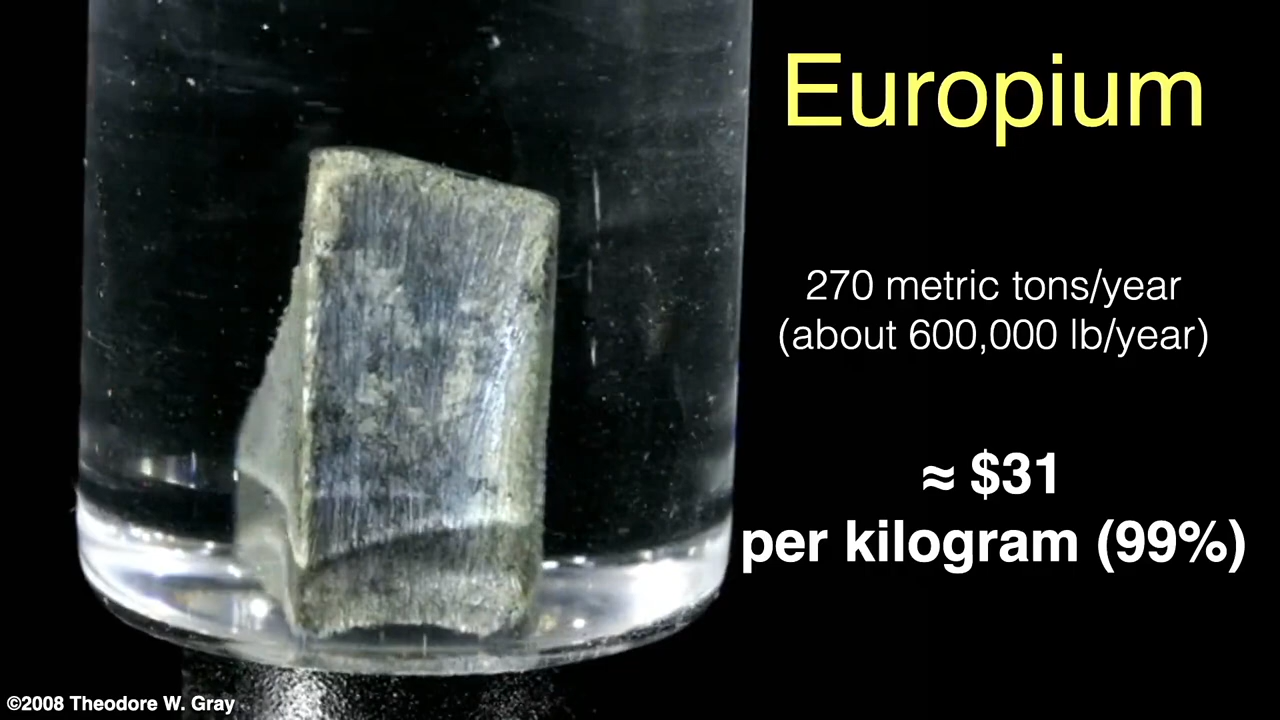 Europium
270 metric tons/year
(about 600,000 lb/year)
≈ $31
per kilogram (99%)
©2008 Theodore W. Gray